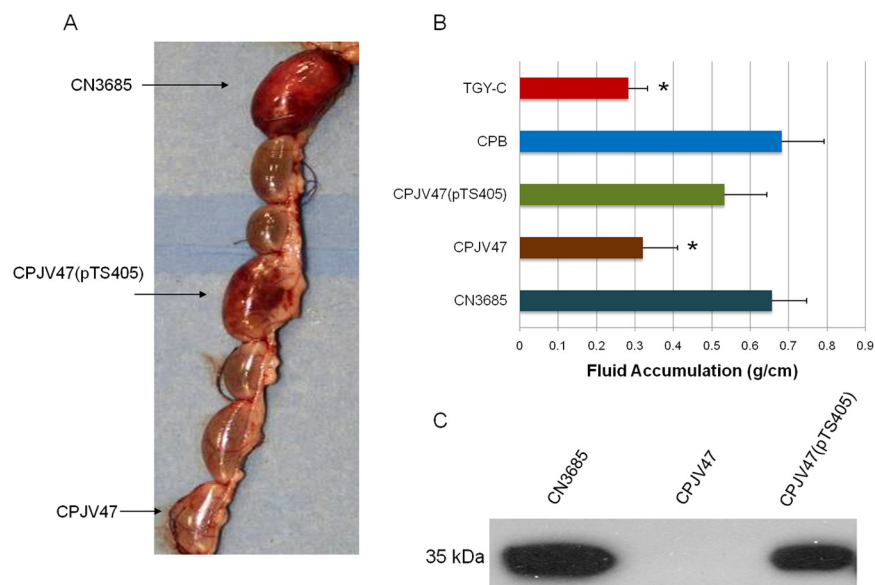 A
CN3685
CPJV47(pTS405)
CPJV47
B
TGY-C
*
CPB
CPJV47(pTS405)
CPJV47
*
CN3685
0 0.1 0.2 0.3 0.4 0.5 0.6 0.7 0.8 0.9
Fluid Accumulation (g/cm)
C
CN3685
CPJV47
CPJV47(pTS405)
35 kDa